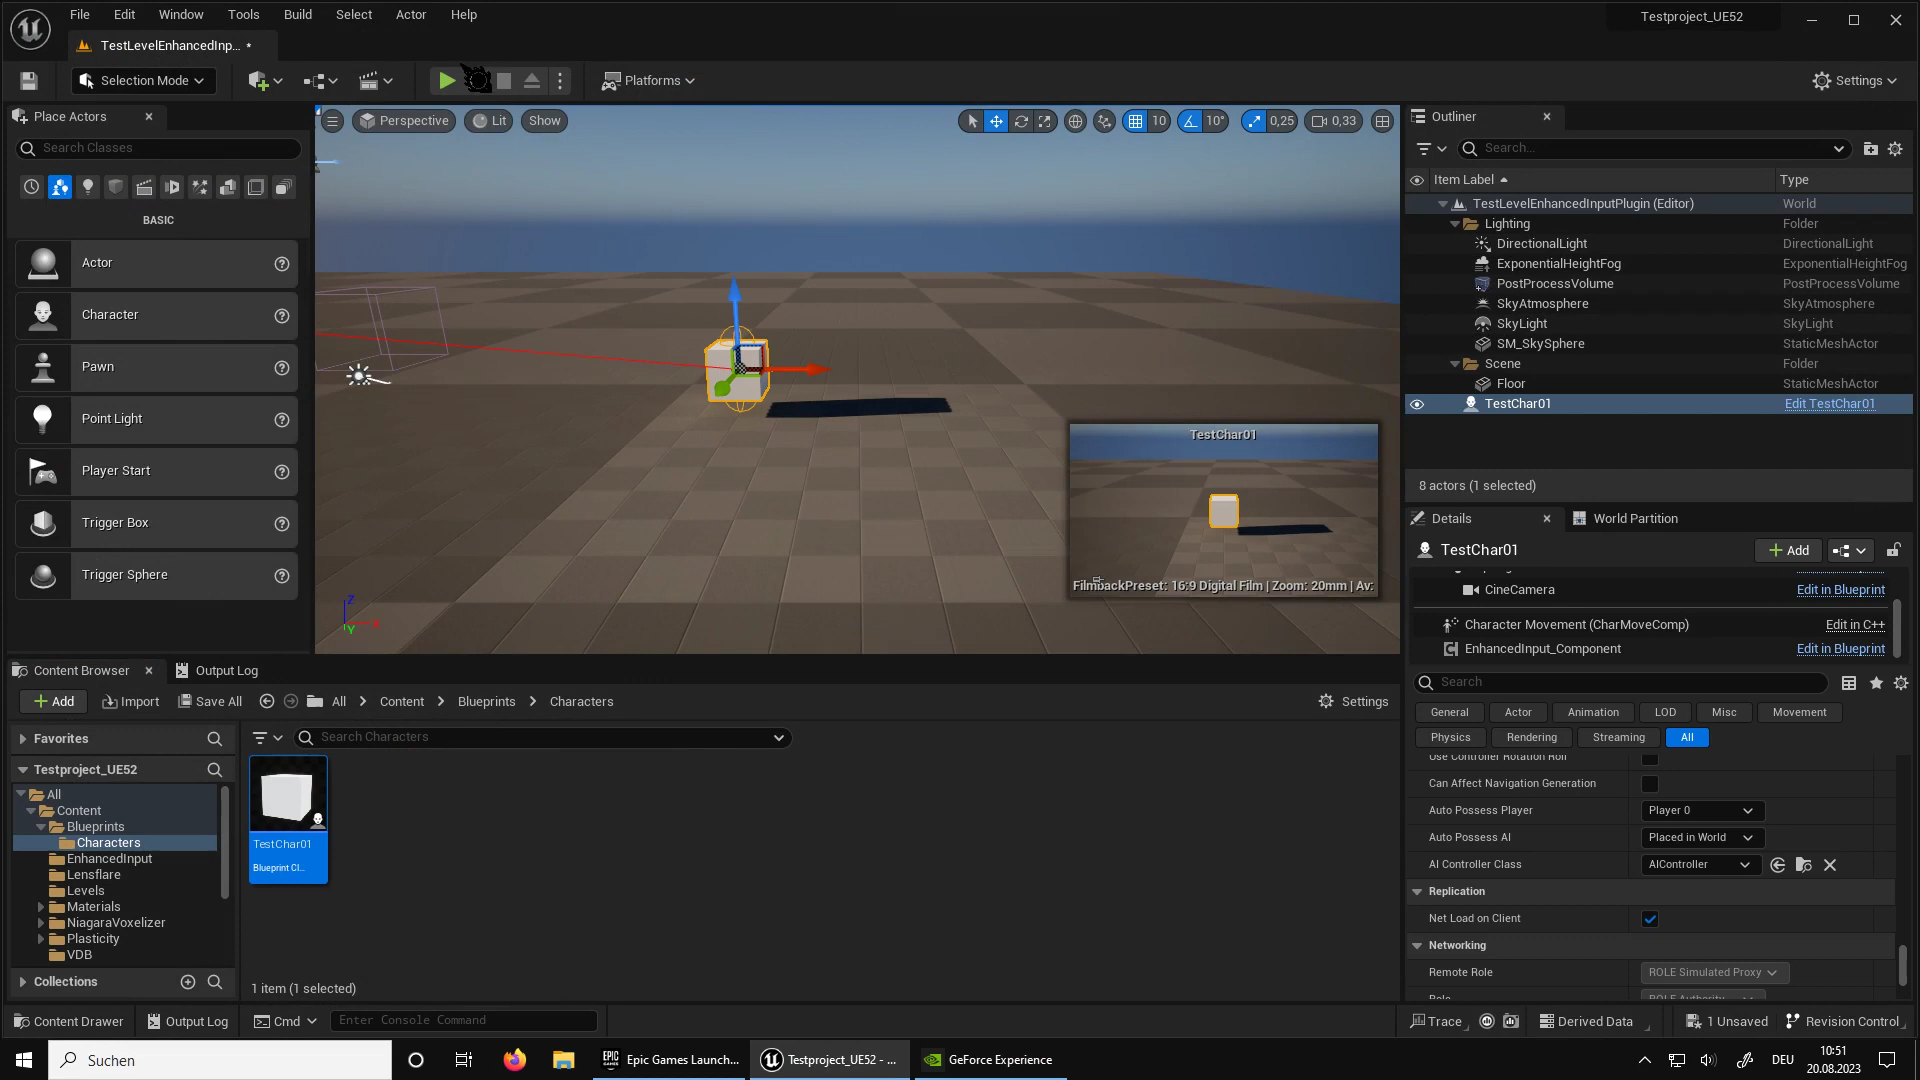 File Edit Window Tools Build Select Actor Help
Testproject_UE52
TestLevelEnhancedInp... •
Selection Mode
Platforms
Settings
Place Actors
Search Classes
BASIC
Actor
Character
Pawn
Point Light
Player Start
Trigger Box
Trigger Sphere
Perspective Lit Show
10 10° 0,25 0,33
TestChar01
FilmbackPreset: 16:9 Digital Film | Zoom: 20mm | Av:
Z
Y
X
Outliner
Search...
Item Label Type
TestLevelEnhancedInputPlugin (Editor) World
Lighting Folder
DirectionalLight DirectionalLight
ExponentialHeightFog ExponentialHeightFog
PostProcessVolume PostProcessVolume
SkyAtmosphere SkyAtmosphere
SkyLight SkyLight
SM_SkySphere StaticMeshActor
Scene Folder
Floor StaticMeshActor
TestChar01 Edit TestChar01
8 actors (1 selected)
Details World Partition
TestChar01 Add
CineCamera Edit in Blueprint
Character Movement (CharMoveComp) Edit in C++
EnhancedInput_Component Edit in Blueprint
Search
General Actor Animation LOD Misc Movement
Physics Rendering Streaming All
Use Controller Rotation Roll
Can Affect Navigation Generation
Auto Possess Player Player 0
Auto Possess AI Placed in World
AI Controller Class AIController
Replication
Net Load on Client
Networking
Remote Role ROLE Simulated Proxy
Role ROLE Authority
Content Browser Output Log
Add Import Save All All Content Blueprints Characters Settings
Favorites
Search Characters
Testproject_UE52
All
Content
Blueprints
Characters
EnhancedInput
Lensflare
Levels
Materials
NiagaraVoxelizer
Plasticity
VDB
Collections
TestChar01
Blueprint Cl...
1 item (1 selected)
Content Drawer Output Log Cmd Enter Console Command
Trace Derived Data 1 Unsaved Revision Control
Suchen
EPIC GAMES
Epic Games Launch...
Testproject_UE52 - ...
GeForce Experience
DEU
10:51
20.08.2023